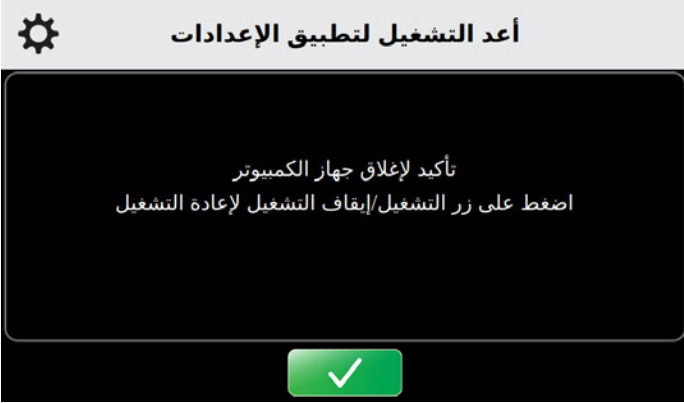 أعد التشغيل لتطبيق الإعدادات
تأكيد لإغلاق جهاز الكمبيوتر
اضغط على زر التشغيل/إيقاف التشغيل لإعادة التشغيل